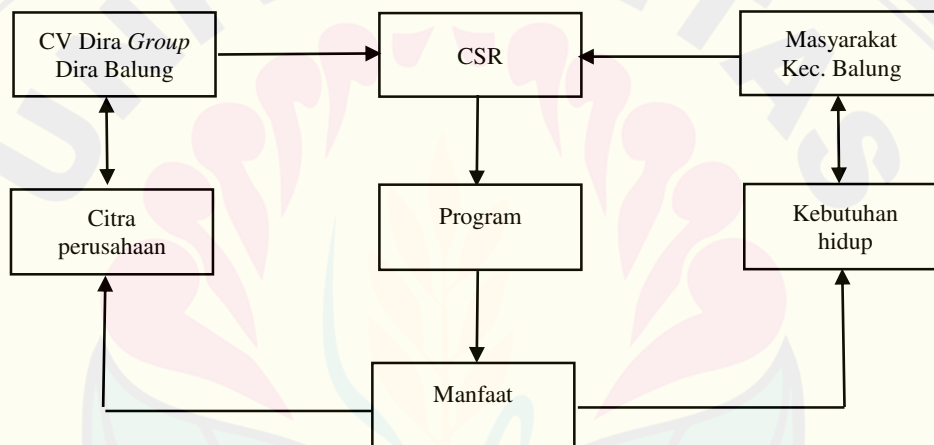 CV Dira Group
Dira Balung
CSR
Masyarakat
Kec. Balung
Citra
perusahaan
Program
Kebutuhan
hidup
Manfaat